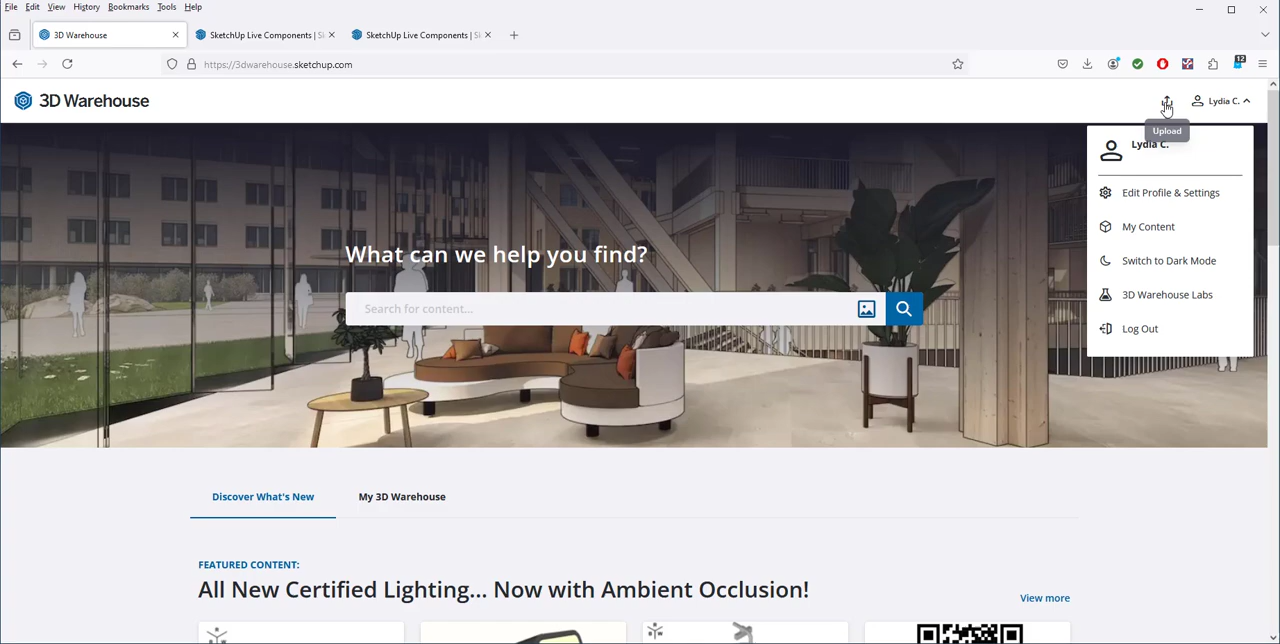 File Edit View History Bookmarks Tools Help
3D Warehouse
SketchUp Live Components | Sk
SketchUp Live Components | Sk
https://3dwarehouse.sketchup.com
12
3D Warehouse
Lydia C.
Upload
Lydia C.
Edit Profile & Settings
My Content
Switch to Dark Mode
3D Warehouse Labs
Log Out
What can we help you find?
Search for content...
Discover What's New
My 3D Warehouse
FEATURED CONTENT:
All New Certified Lighting... Now with Ambient Occlusion!
View more